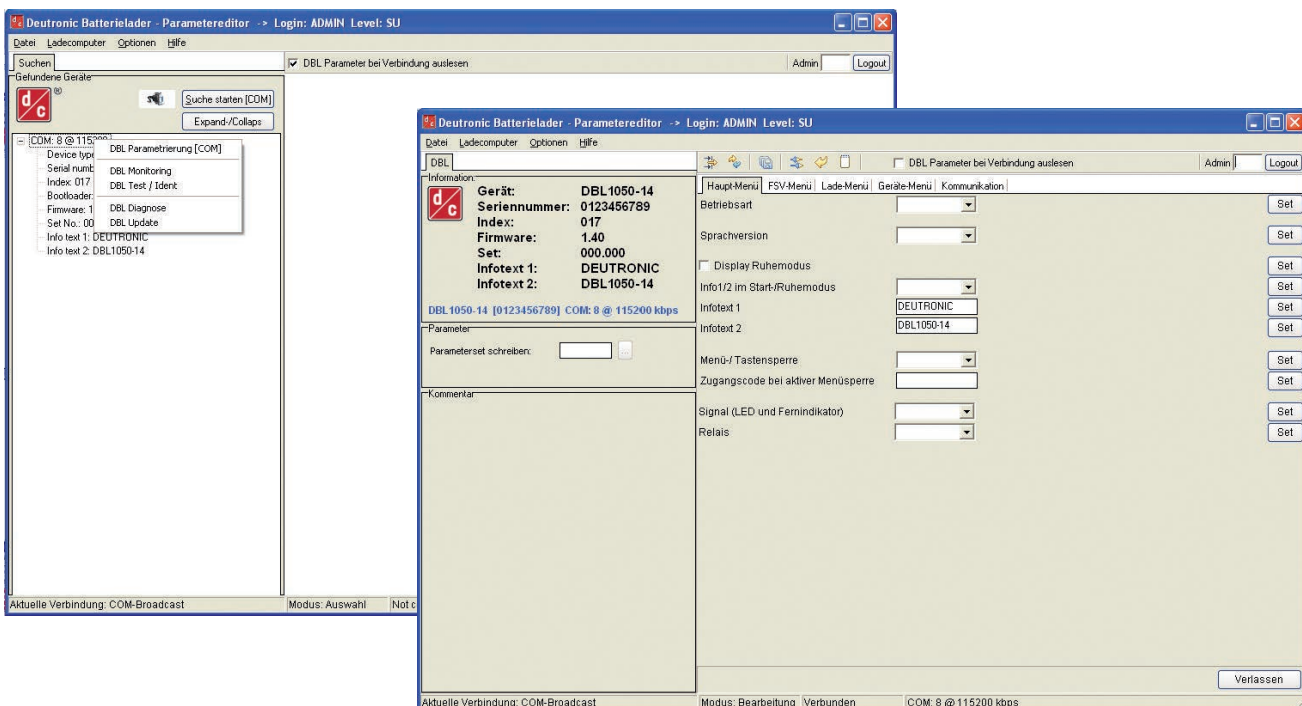 Deutronic Batterielader - Parametereditor -> Login: ADMIN Level: SU
Datei Ladecomputer Optionen Hilfe
Suchen
DBL Parameter bei Verbindung auslesen
Admin
Logout
Gefundene Geräte
d/c ®
Suche starten [COM]
Expand-/Collaps
COM: 8 @ 115200
Device type
Serial numb
Index: 017
Bootloader:
Firmware: 1
Set No.: 00
Info text 1: DEUTRONIC
Info text 2: DBL1050-14
DBL Parametrierung [COM]
DBL Monitoring
DBL Test / Ident
DBL Diagnose
DBL Update
Aktuelle Verbindung: COM-Broadcast
Modus: Auswahl
Not c
Deutronic Batterielader - Parametereditor -> Login: ADMIN Level: SU
Datei Ladecomputer Optionen Hilfe
DBL
DBL Parameter bei Verbindung auslesen
Admin
Logout
Information:
d/c
Gerät: DBL1050-14
Seriennummer: 0123456789
Index: 017
Firmware: 1.40
Set: 000.000
Infotext 1: DEUTRONIC
Infotext 2: DBL1050-14
DBL1050-14 [0123456789] COM: 8 @ 115200 kbps
Parameter
Parameterset schreiben:
...
Kommentar
Haupt-Menü FSV-Menü Lade-Menü Geräte-Menü Kommunikation
Betriebsart Set
Sprachversion Set
Display Ruhemodus Set
Info1/2 im Start-/Ruhemodus Set
Infotext 1 DEUTRONIC Set
Infotext 2 DBL1050-14 Set
Menü-/ Tastensperre Set
Zugangscode bei aktiver Menüsperre Set
Signal (LED und Fernindikator) Set
Relais Set
Verlassen
Aktuelle Verbindung: COM-Broadcast
Modus: Bearbeitung
Verbunden
COM: 8 @ 115200 kbps